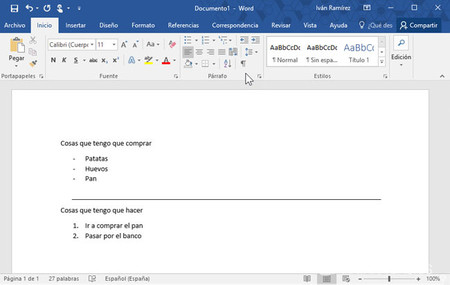 Documento1 - Word
Iván Ramírez
Archivo Inicio Insertar Diseño Formato Referencias Correspondencia Revisar Vista ¿Qué des Compartir
Pegar
Calibri (Cuerpo) 11
N K S abc x₂ x²
AaBbCcDc AaBbCcDc AaBbCc
¶ Normal ¶ Sin espa... Título 1
Edición
Portapapeles Fuente Párrafo Estilos
Cosas que tengo que comprar
- Patatas
- Huevos
- Pan
Cosas que tengo que hacer
1. Ir a comprar el pan
2. Pasar por el banco
Página 1 de 1 27 palabras Español (España) 100%